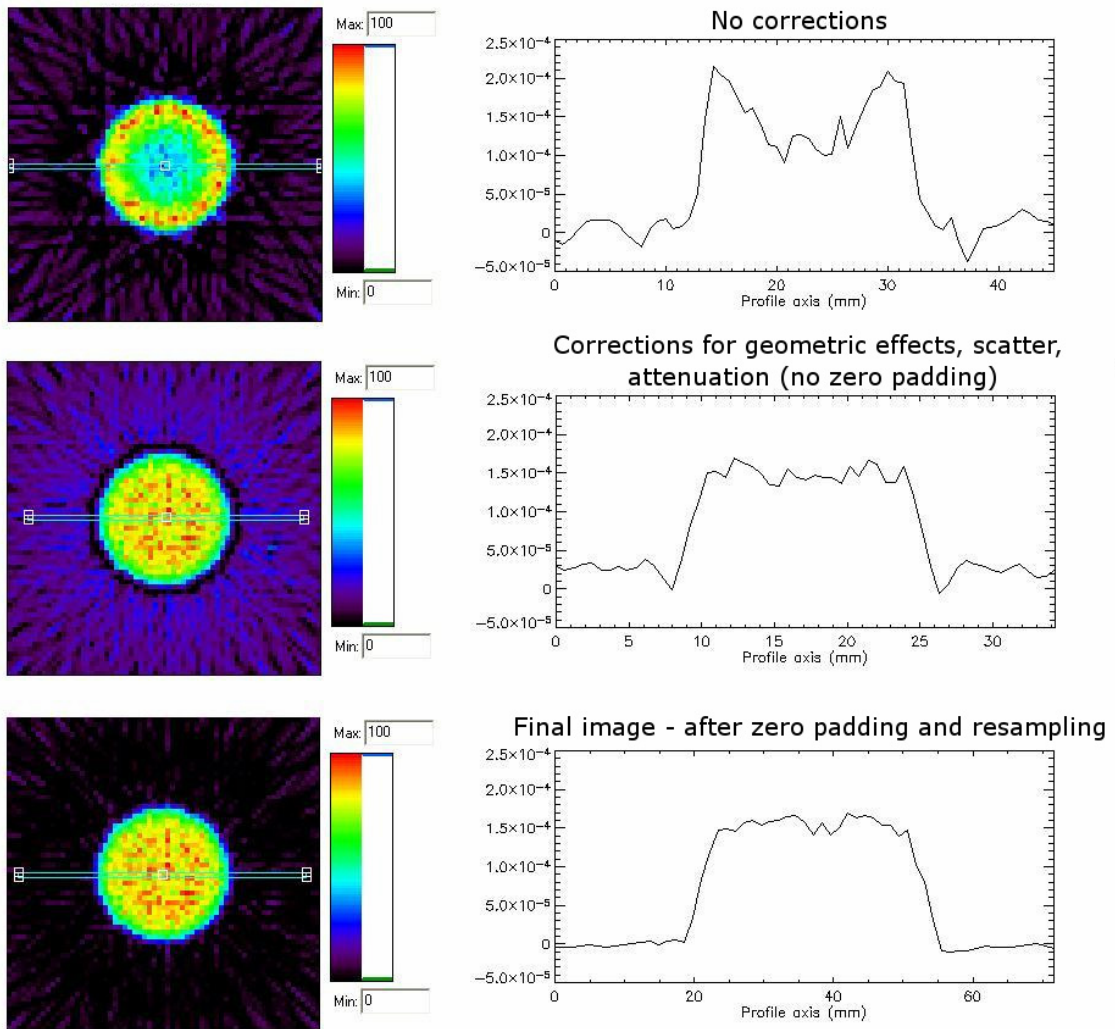 No corrections
Max: 100
Min: 0
2.5×10⁻⁴
2.0×10⁻⁴
1.5×10⁻⁴
1.0×10⁻⁴
5.0×10⁻⁵
0
−5.0×10⁻⁵
0 10 20 30 40
Profile axis (mm)
Corrections for geometric effects, scatter,
attenuation (no zero padding)
Max: 100
Min: 0
2.5×10⁻⁴
2.0×10⁻⁴
1.5×10⁻⁴
1.0×10⁻⁴
5.0×10⁻⁵
0
−5.0×10⁻⁵
0 5 10 15 20 25 30
Profile axis (mm)
Final image - after zero padding and resampling
Max: 100
Min: 0
2.5×10⁻⁴
2.0×10⁻⁴
1.5×10⁻⁴
1.0×10⁻⁴
5.0×10⁻⁵
0
−5.0×10⁻⁵
0 20 40 60
Profile axis (mm)